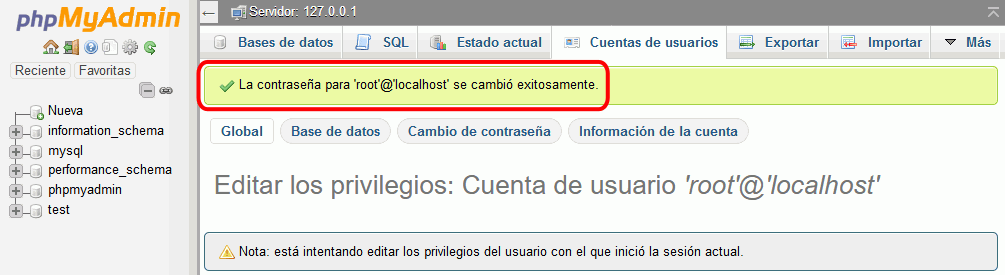 phpMyAdmin
Reciente Favoritas
Nueva
information_schema
mysql
performance_schema
phpmyadmin
test
Servidor: 127.0.0.1
Bases de datos SQL Estado actual Cuentas de usuarios Exportar Importar Más
La contraseña para 'root'@'localhost' se cambió exitosamente.
Global Base de datos Cambio de contraseña Información de la cuenta
Editar los privilegios: Cuenta de usuario 'root'@'localhost'
Nota: está intentando editar los privilegios del usuario con el que inició la sesión actual.